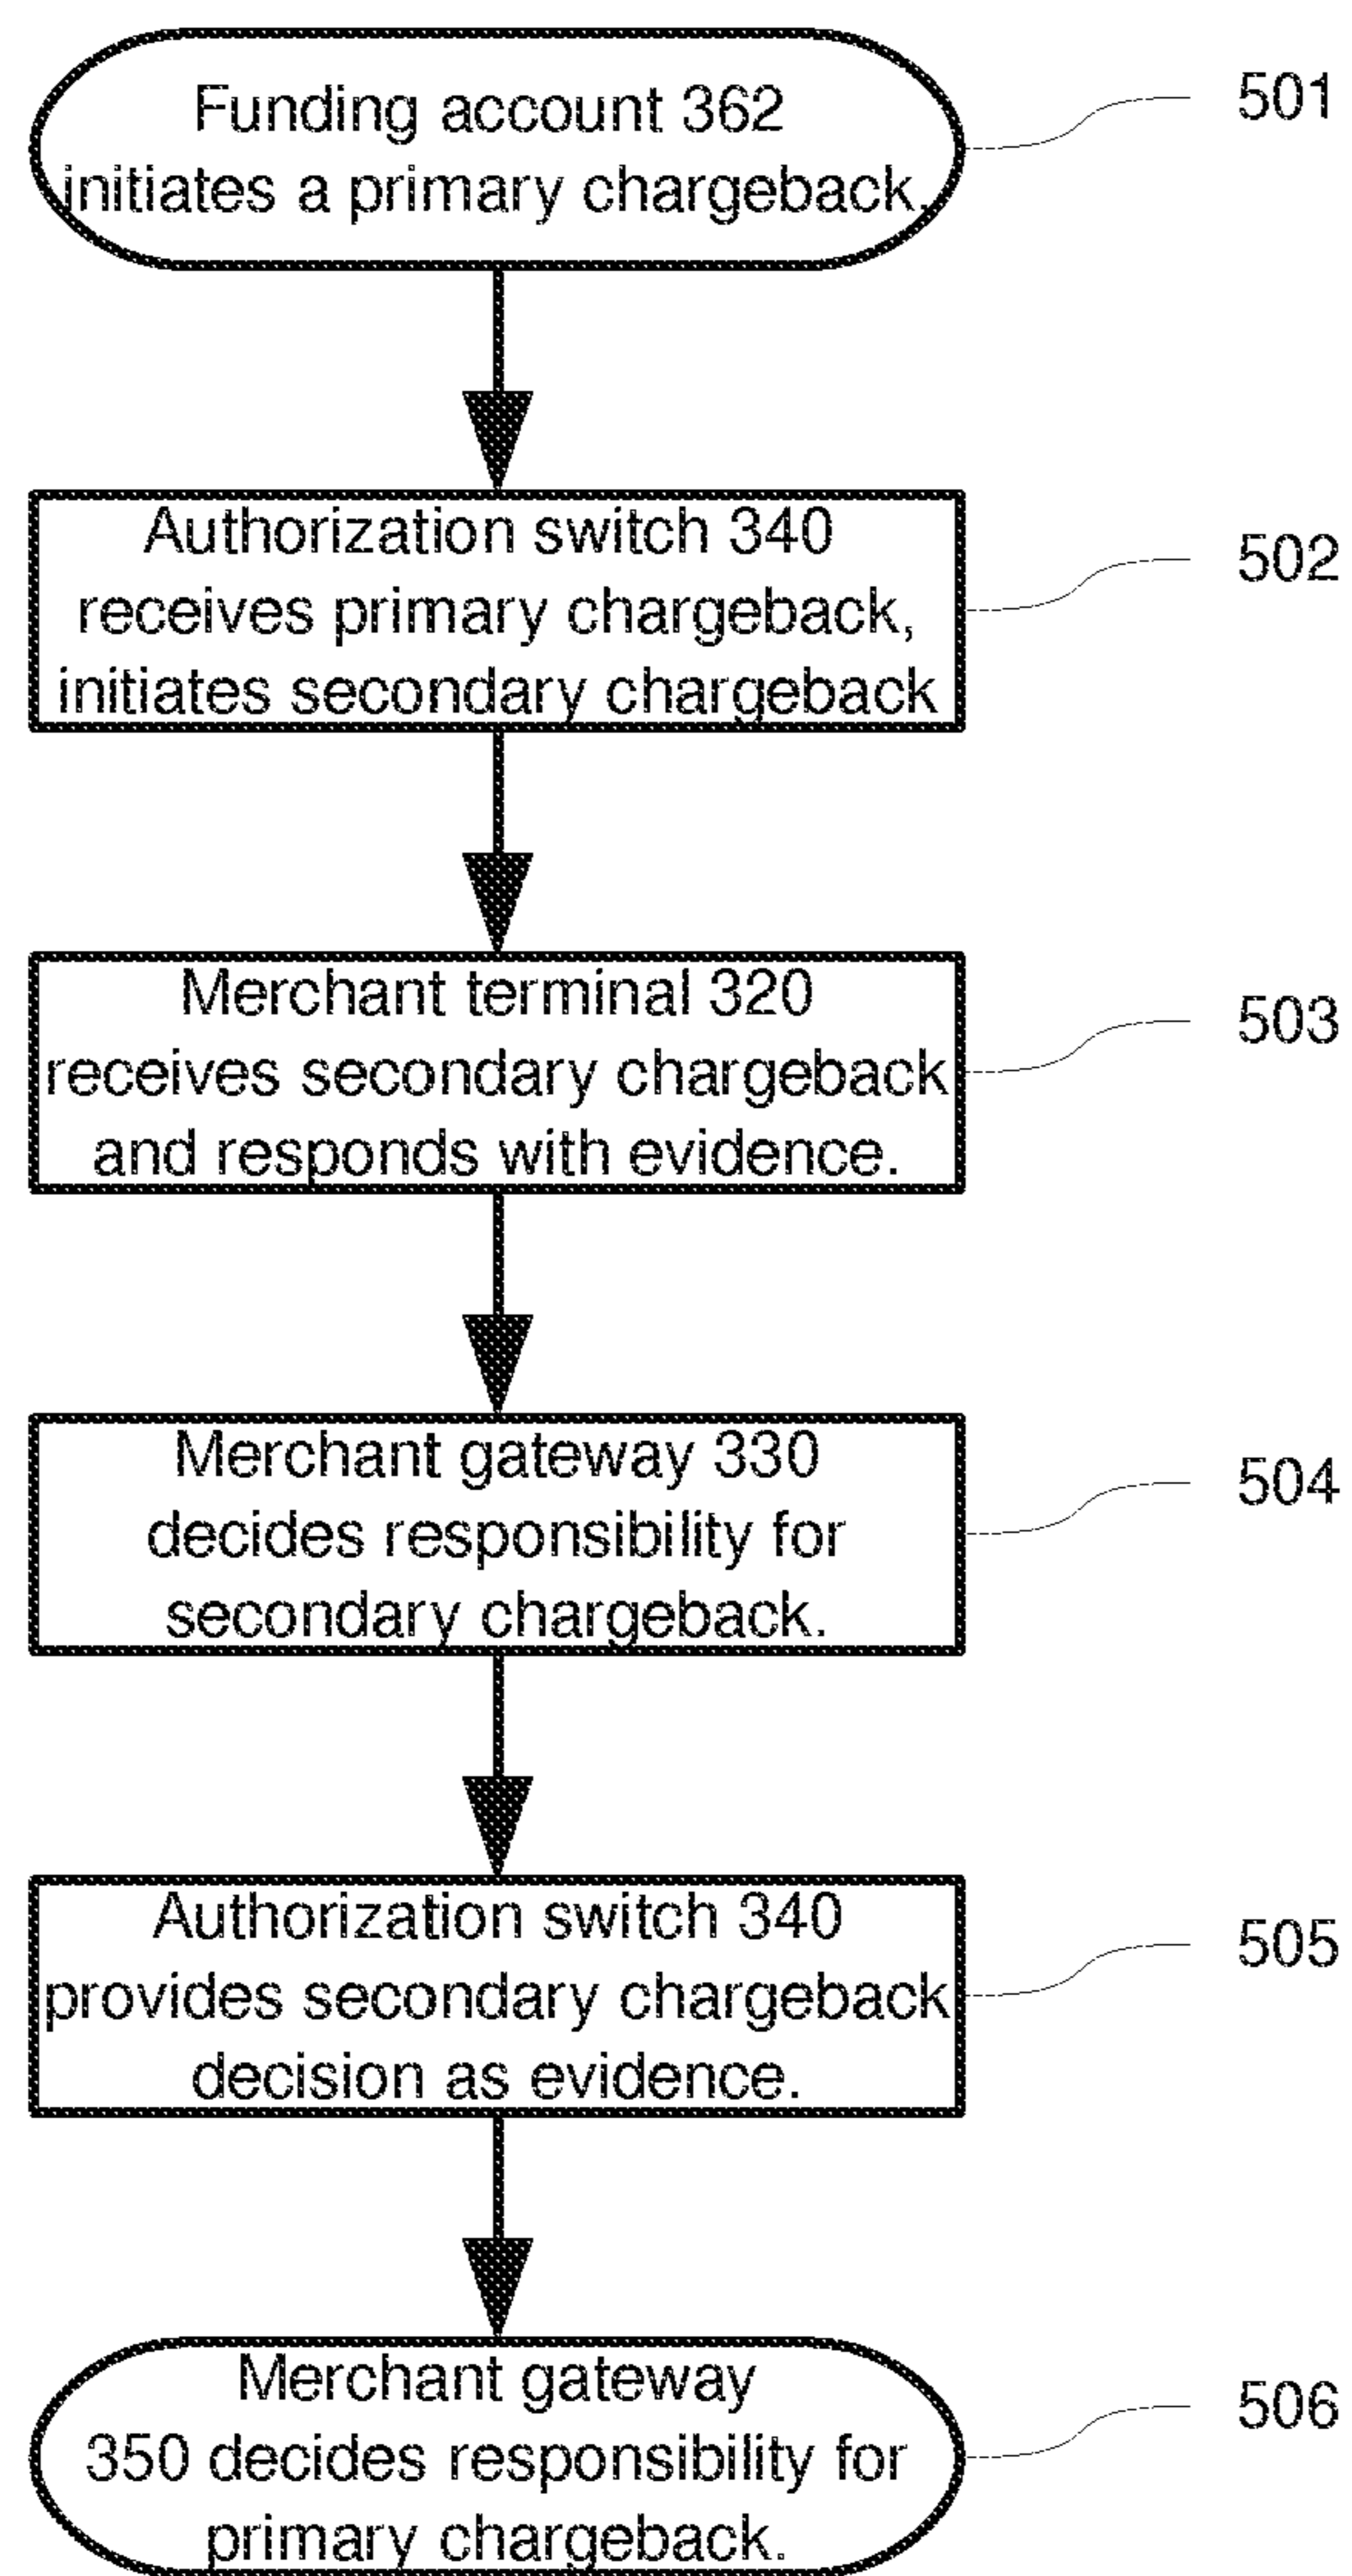 Funding account 362
initiates a primary chargeback.
501
Authorization switch 340
receives primary chargeback,
initiates secondary chargeback
502
Merchant terminal 320
receives secondary chargeback
and responds with evidence.
503
Merchant gateway 330
decides responsibility for
secondary chargeback.
504
Authorization switch 340
provides secondary chargeback
decision as evidence.
505
Merchant gateway
350 decides responsibility for
primary chargeback.
506